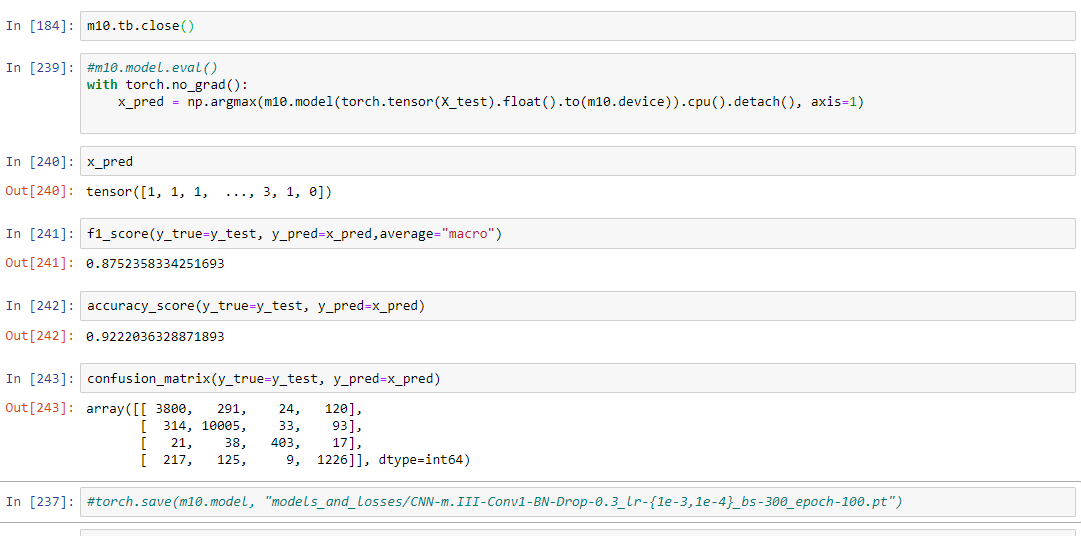 In [184]: m10.tb.close()
In [239]: #m10.model.eval()
with torch.no_grad():
    x_pred = np.argmax(m10.model(torch.tensor(X_test).float().to(m10.device)).cpu().detach(), axis=1)
In [240]: x_pred
Out[240]: tensor([1, 1, 1,  ..., 3, 1, 0])
In [241]: f1_score(y_true=y_test, y_pred=x_pred,average="macro")
Out[241]: 0.8752358334251693
In [242]: accuracy_score(y_true=y_test, y_pred=x_pred)
Out[242]: 0.9222036328871893
In [243]: confusion_matrix(y_true=y_test, y_pred=x_pred)
Out[243]: array([[ 3800,   291,    24,   120],
       [  314, 10005,    33,    93],
       [   21,    38,   403,    17],
       [  217,   125,     9,  1226]], dtype=int64)
In [237]: #torch.save(m10.model, "models_and_losses/CNN-m.III-Conv1-BN-Drop-0.3_lr-{1e-3,1e-4}_bs-300_epoch-100.pt")